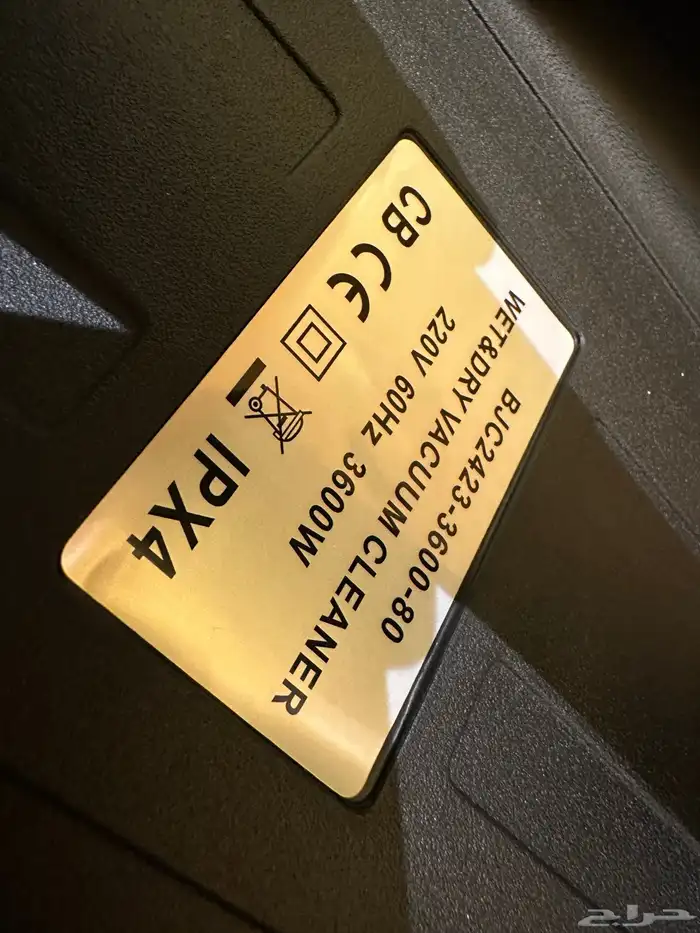 BJC2423-3600-80
WET&DRY VACUUM CLEANER
220V 60Hz 3600W
CB CE IPX4
حراج